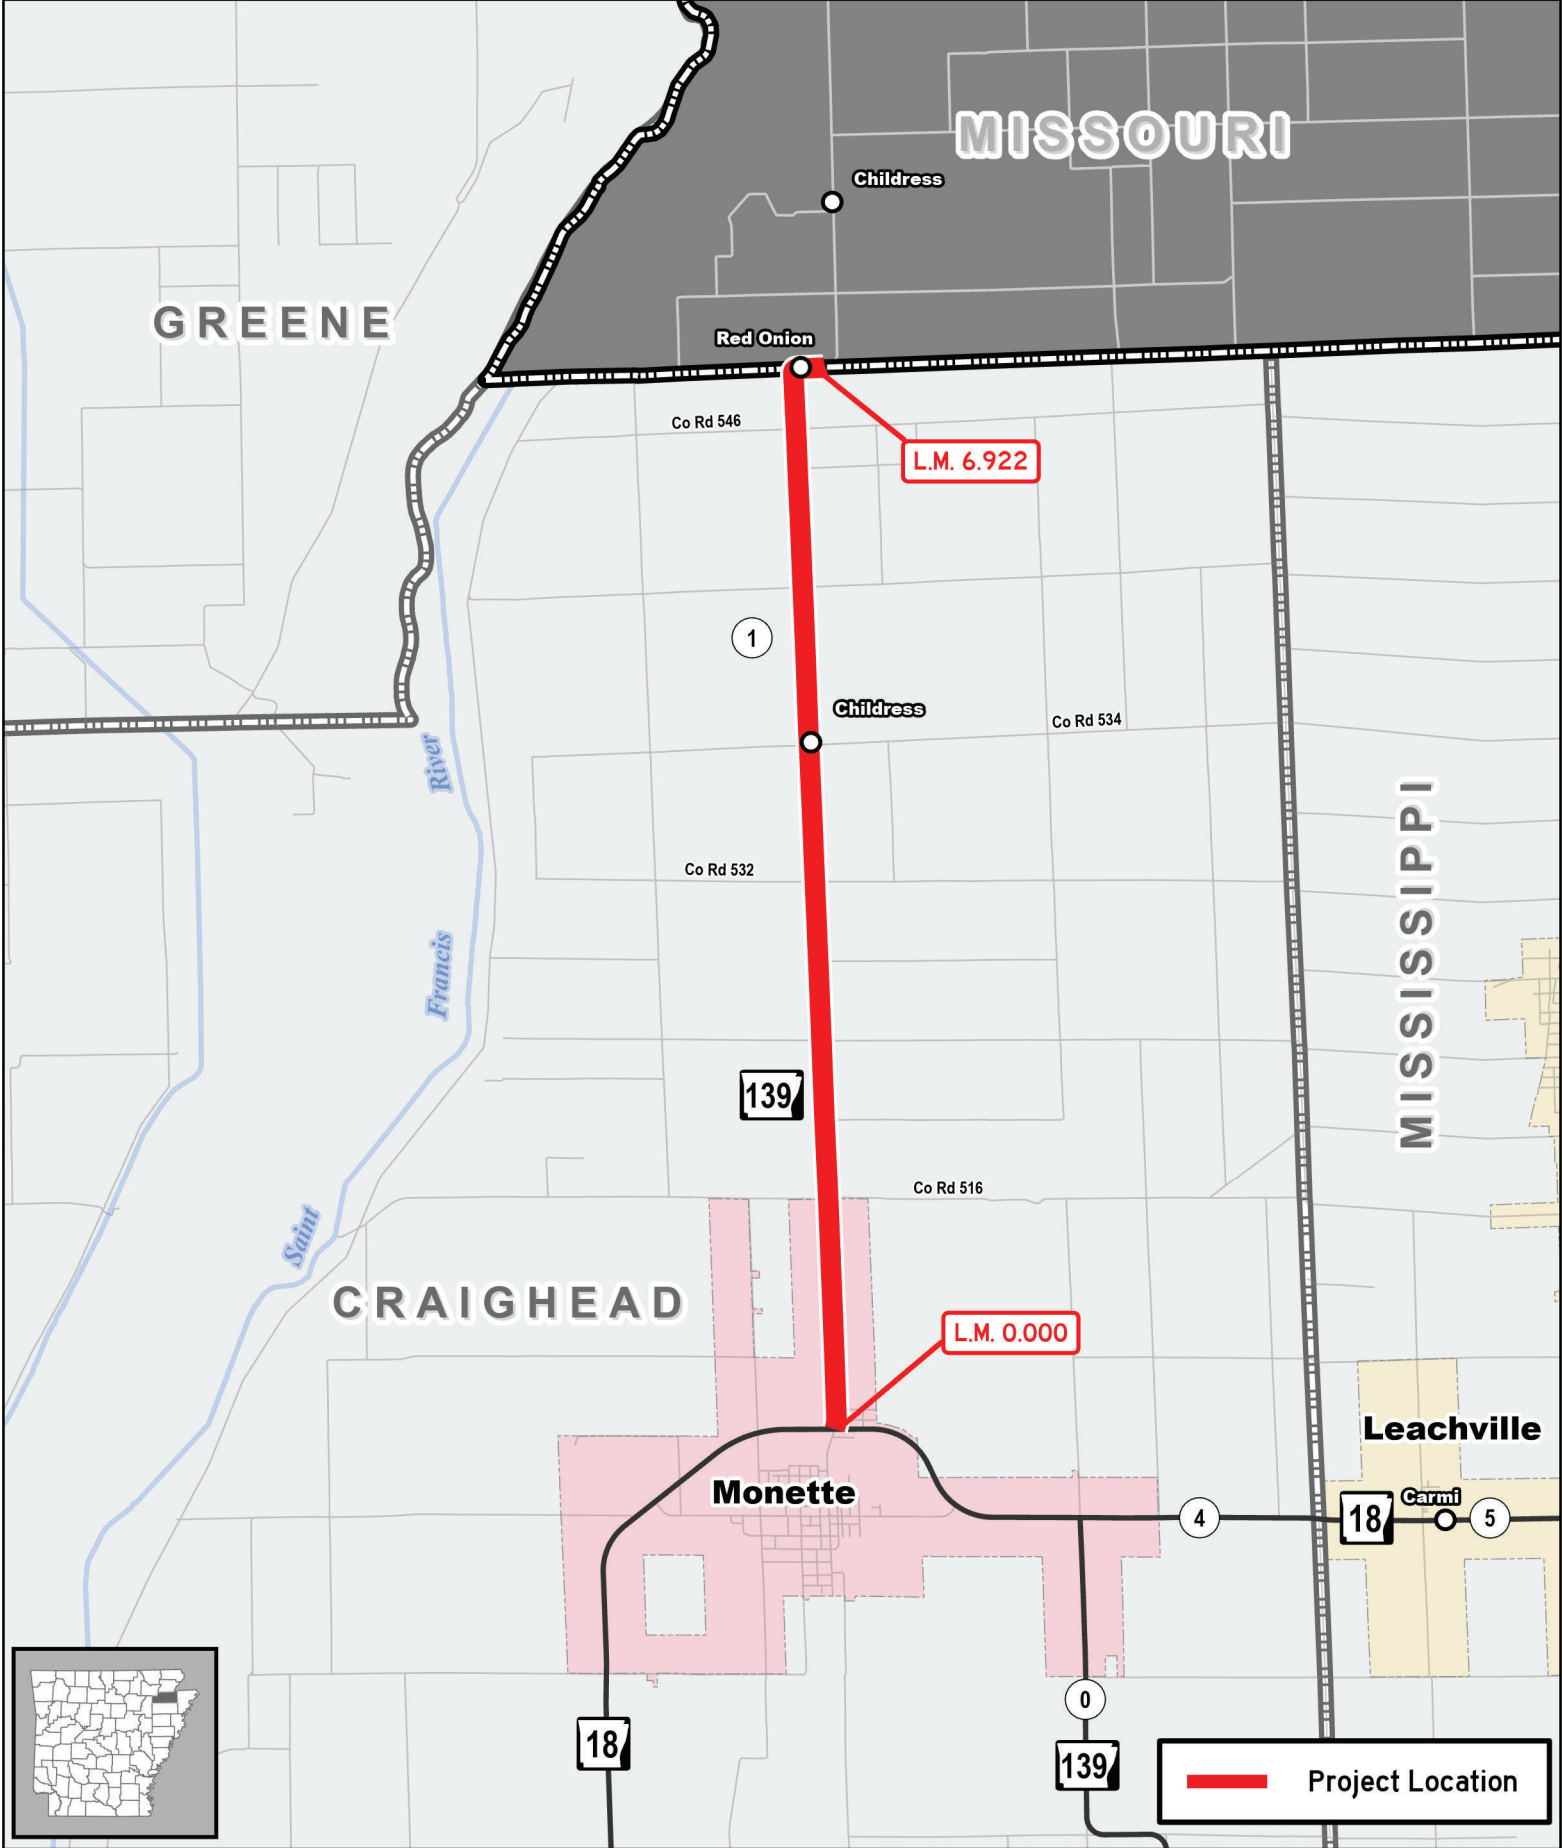 MISSOURI
Childress
GREENE
Red Onion
Co Rd 546
L.M. 6.922
1
Childress
Co Rd 534
River
MISSISSIPPI
Co Rd 532
Francis
139
Co Rd 516
Saint
CRAIGHEAD
L.M. 0.000
Leachville
Monette
Carmi
4
18
5
0
18
139
Project Location